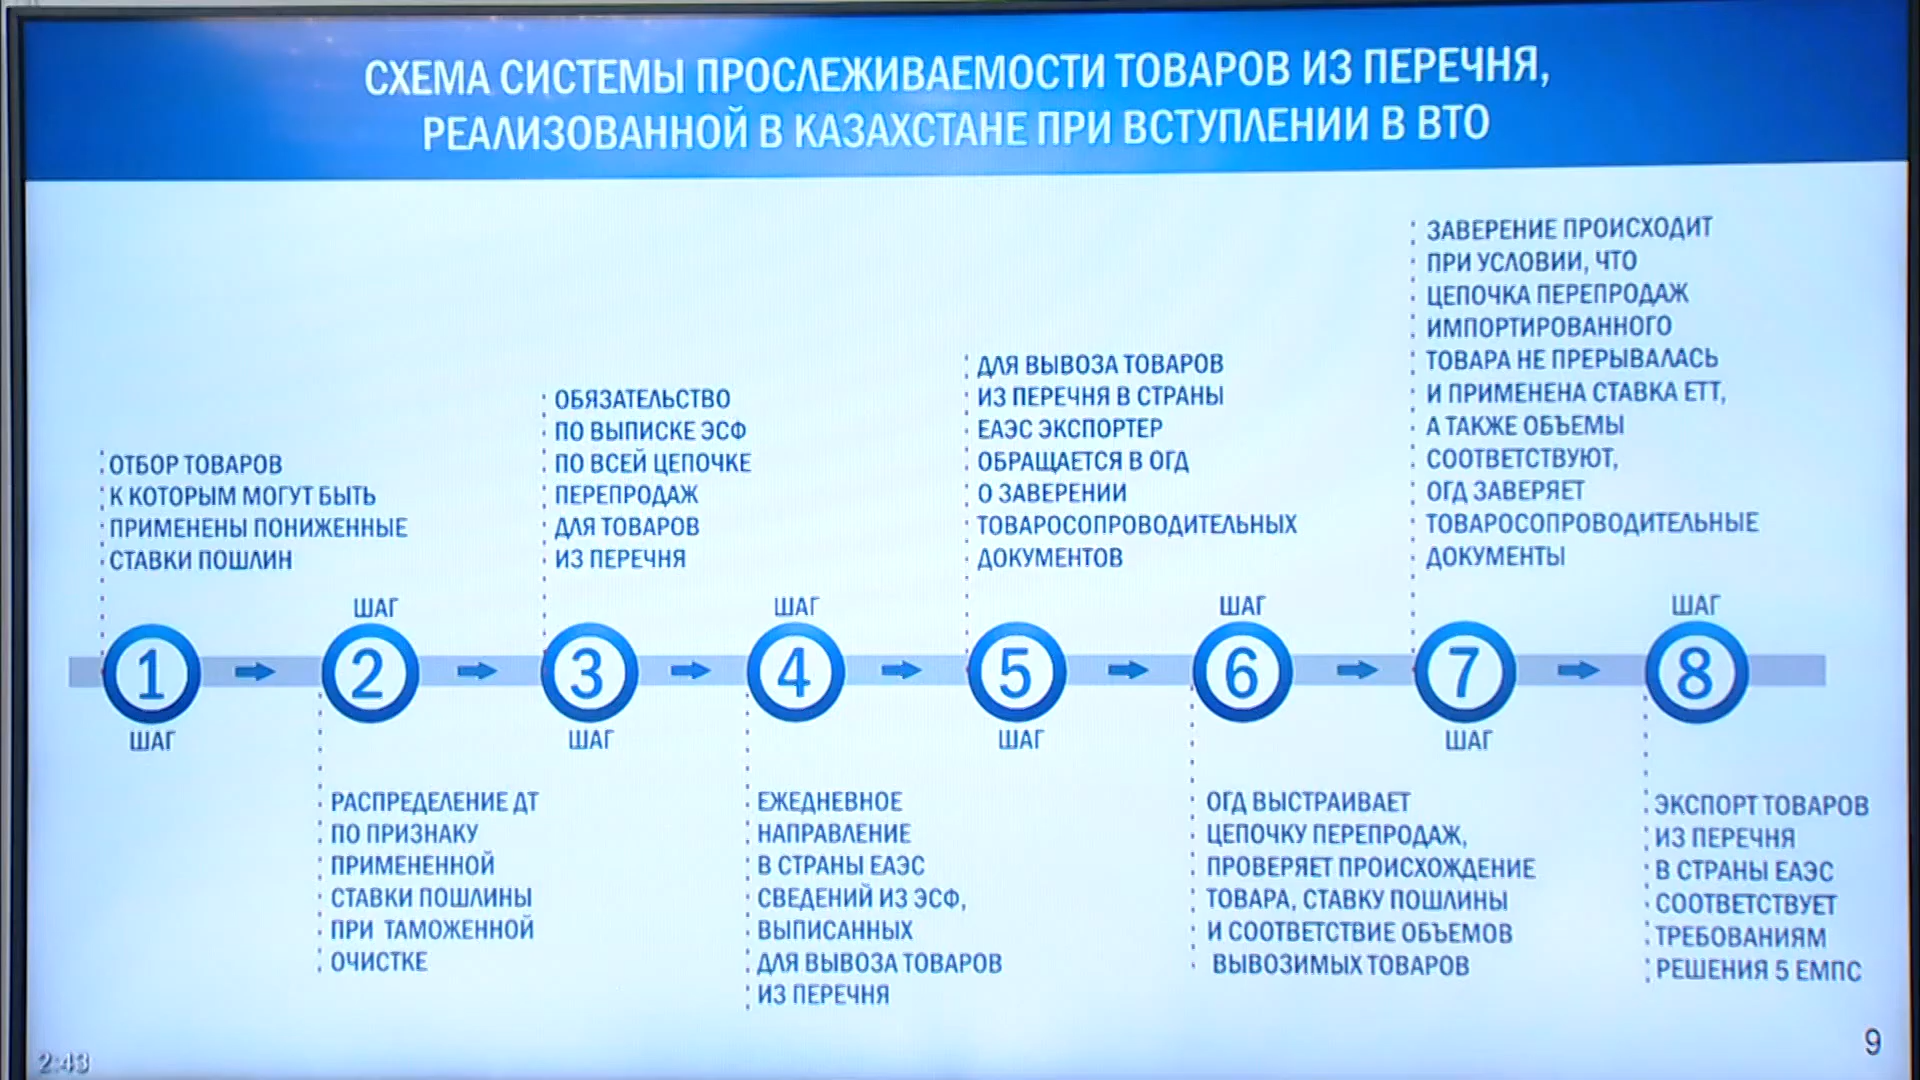 СХЕМА СИСТЕМЫ ПРОСЛЕЖИВАЕМОСТИ ТОВАРОВ ИЗ ПЕРЕЧНЯ,
РЕАЛИЗОВАННОЙ В КАЗАХСТАНЕ ПРИ ВСТУПЛЕНИИ В ВТО
ОТБОР ТОВАРОВ
К КОТОРЫМ МОГУТ БЫТЬ
ПРИМЕНЕНЫ ПОНИЖЕННЫЕ
СТАВКИ ПОШЛИН
1
ШАГ
ШАГ
2
РАСПРЕДЕЛЕНИЕ ДТ
ПО ПРИЗНАКУ
ПРИМЕНЕННОЙ
СТАВКИ ПОШЛИНЫ
ПРИ ТАМОЖЕННОЙ
ОЧИСТКЕ
ОБЯЗАТЕЛЬСТВО
ПО ВЫПИСКЕ ЭСФ
ПО ВСЕЙ ЦЕПОЧКЕ
ПЕРЕПРОДАЖ
ДЛЯ ТОВАРОВ
ИЗ ПЕРЕЧНЯ
3
ШАГ
ШАГ
4
ЕЖЕДНЕВНОЕ
НАПРАВЛЕНИЕ
В СТРАНЫ ЕАЭС
СВЕДЕНИЙ ИЗ ЭСФ,
ВЫПИСАННЫХ
ДЛЯ ВЫВОЗА ТОВАРОВ
ИЗ ПЕРЕЧНЯ
ДЛЯ ВЫВОЗА ТОВАРОВ
ИЗ ПЕРЕЧНЯ В СТРАНЫ
ЕАЭС ЭКСПОРТЕР
ОБРАЩАЕТСЯ В ОГД
О ЗАВЕРЕНИИ
ТОВАРОСОПРОВОДИТЕЛЬНЫХ
ДОКУМЕНТОВ
5
ШАГ
ШАГ
6
ОГД ВЫСТРАИВАЕТ
ЦЕПОЧКУ ПЕРЕПРОДАЖ,
ПРОВЕРЯЕТ ПРОИСХОЖДЕНИЕ
ТОВАРА, СТАВКУ ПОШЛИНЫ
И СООТВЕТСТВИЕ ОБЪЕМОВ
ВЫВОЗИМЫХ ТОВАРОВ
ЗАВЕРЕНИЕ ПРОИСХОДИТ
ПРИ УСЛОВИИ, ЧТО
ЦЕПОЧКА ПЕРЕПРОДАЖ
ИМПОРТИРОВАННОГО
ТОВАРА НЕ ПРЕРЫВАЛАСЬ
И ПРИМЕНЕНА СТАВКА ЕТТ,
А ТАКЖЕ ОБЪЕМЫ
СООТВЕТСТВУЮТ,
ОГД ЗАВЕРЯЕТ
ТОВАРОСОПРОВОДИТЕЛЬНЫЕ
ДОКУМЕНТЫ
7
ШАГ
ШАГ
8
ЭКСПОРТ ТОВАРОВ
ИЗ ПЕРЕЧНЯ
В СТРАНЫ ЕАЭС
СООТВЕТСТВУЕТ
ТРЕБОВАНИЯМ
РЕШЕНИЯ 5 ЕМПС
9
2:43